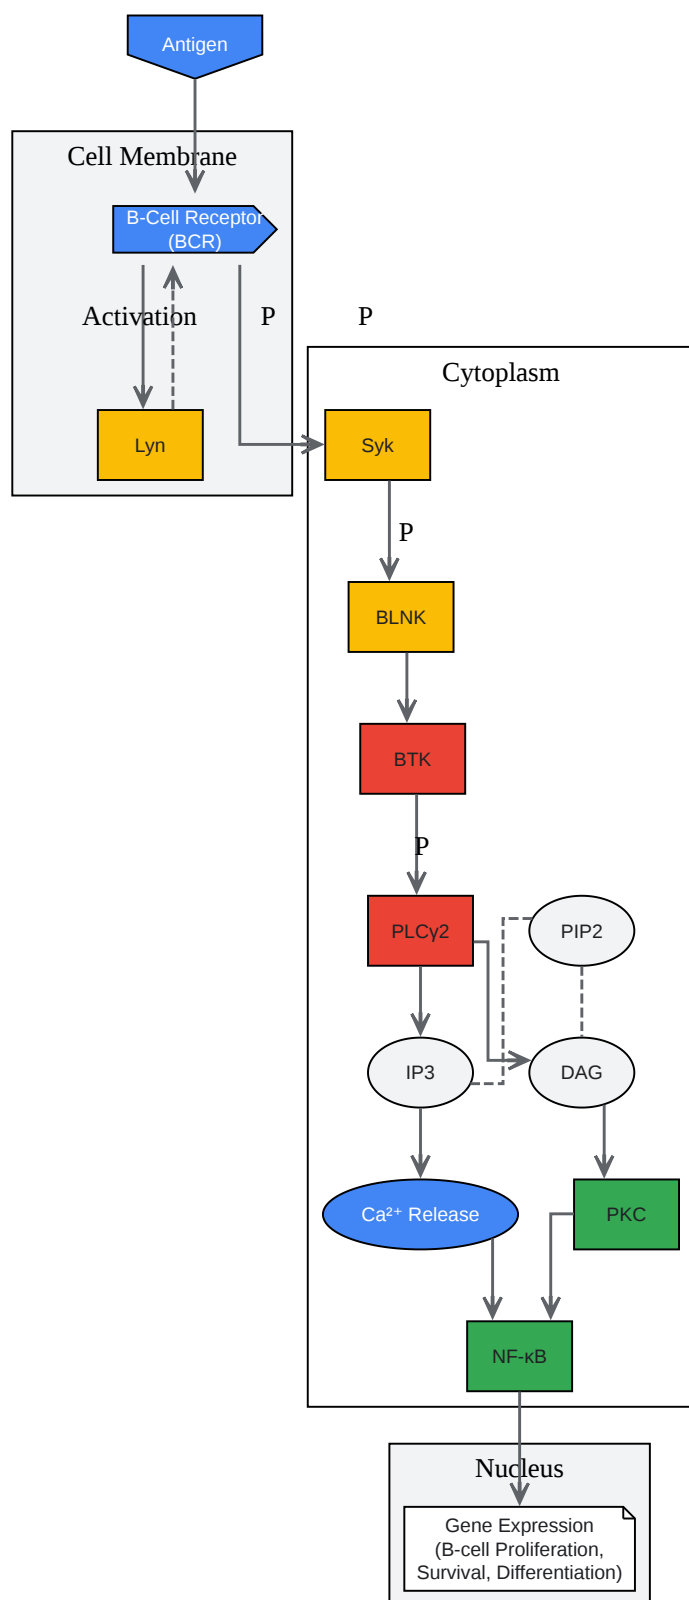 Antigen
Cell Membrane
B-Cell Receptor
(BCR)
Activation
P
P
Cytoplasm
Lyn
Syk
P
BLNK
BTK
P
PLCγ2
PIP2
IP3
DAG
Ca²⁺ Release
PKC
NF-κB
Nucleus
Gene Expression
(B-cell Proliferation,
Survival, Differentiation)